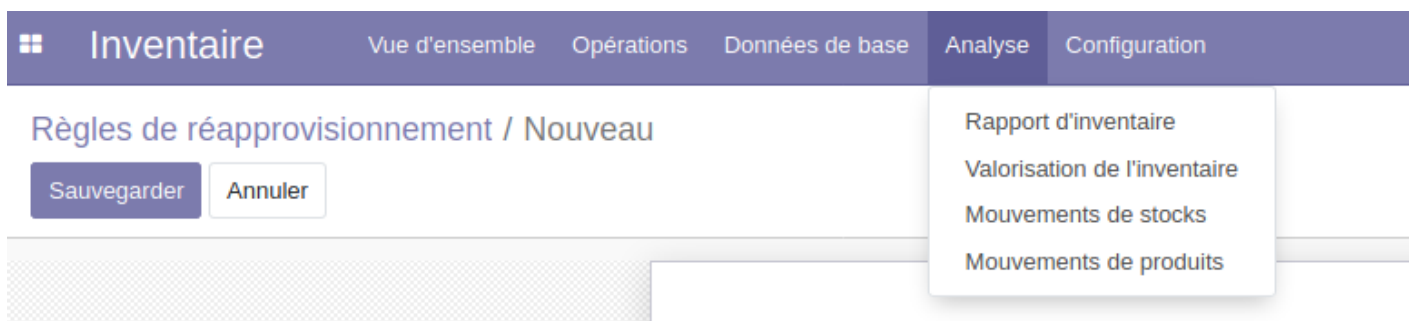 Inventaire Vue d'ensemble Opérations Données de base Analyse Configuration
Règles de réapprovisionnement / Nouveau
Sauvegarder Annuler
Rapport d'inventaire
Valorisation de l'inventaire
Mouvements de stocks
Mouvements de produits